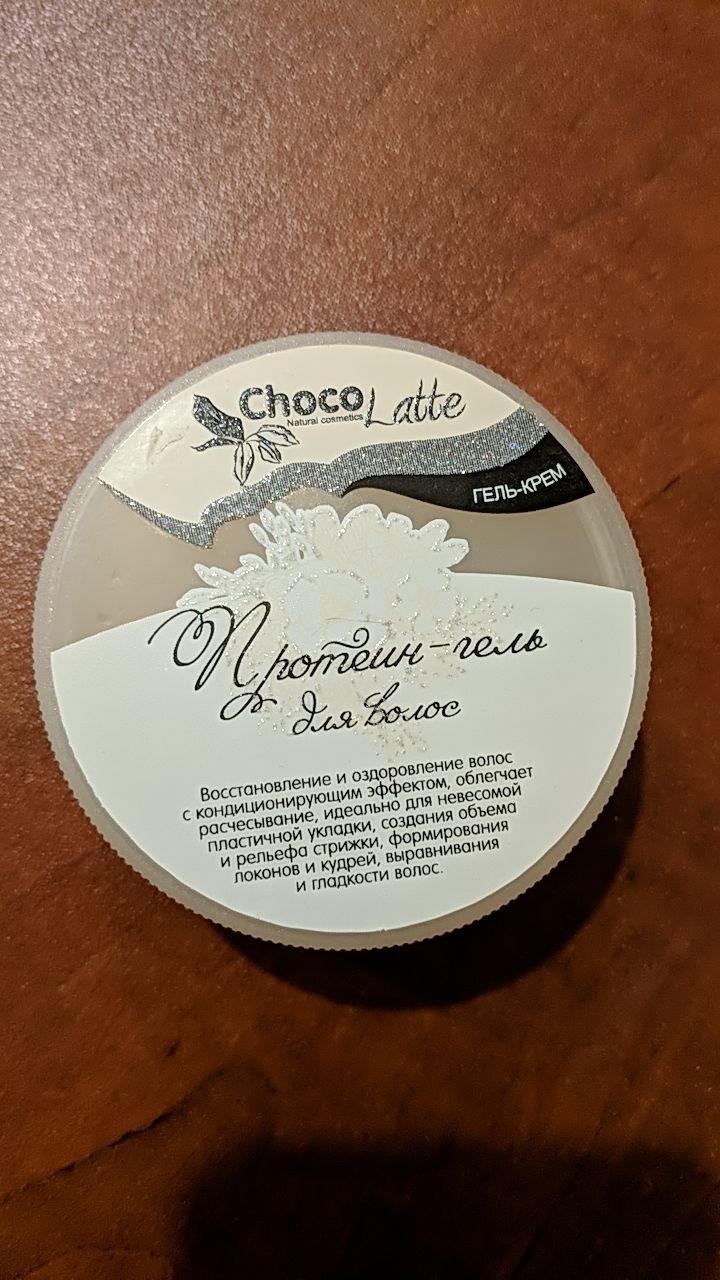 Choco Latte
Natural cosmetics
ГЕЛЬ-КРЕМ
Протеин-гель
для волос
Восстановление и оздоровление волос
с кондиционирующим эффектом, облегчает
расчесывание, идеально для невесомой
пластичной укладки, создания объема
и рельефа стрижки, формирования
локонов и кудрей, выравнивания
и гладкости волос.